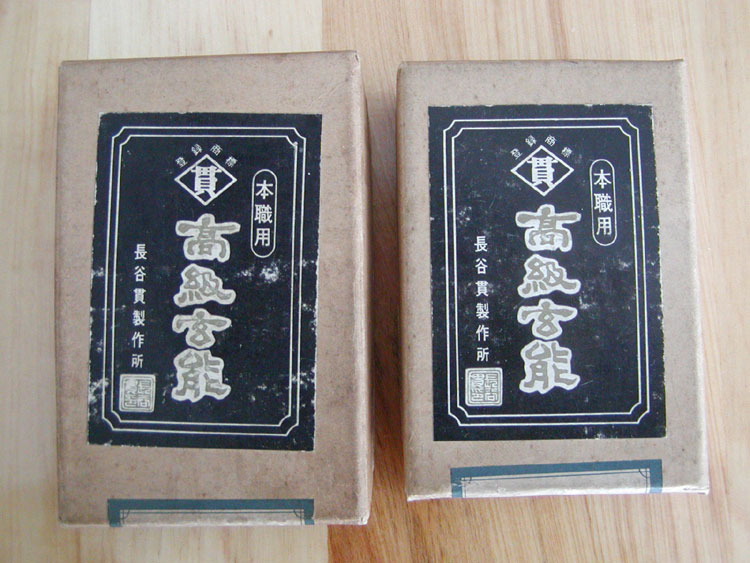 登録商標
貫
本職用
高級玄能
長谷貫製作所
登録商標
貫
本職用
高級玄能
長谷貫製作所